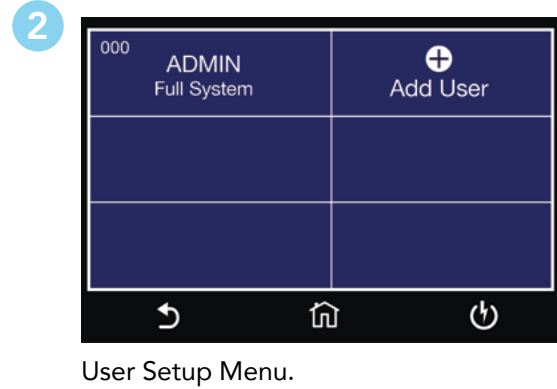 2
000
ADMIN
Full System
Add User
User Setup Menu.